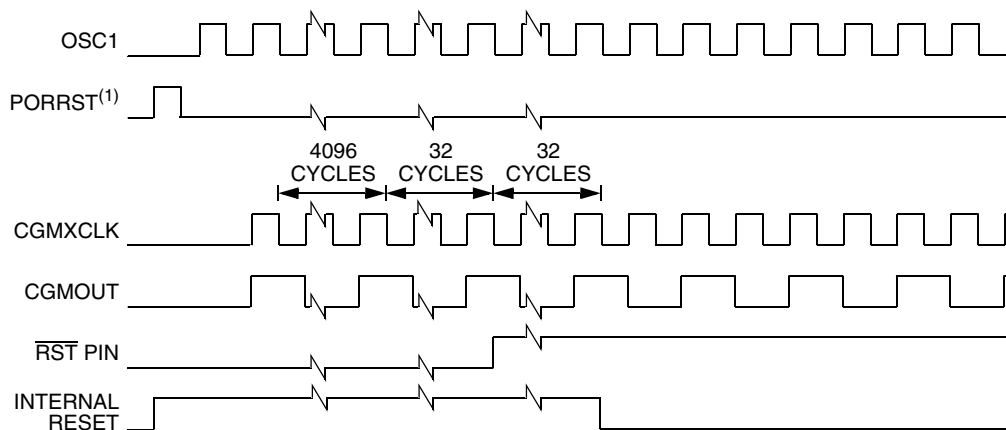 OSC1
PORRST(1)
4096
CYCLES
32
CYCLES
32
CYCLES
CGMXCLK
CGMOUT
RST PIN
INTERNAL
RESET